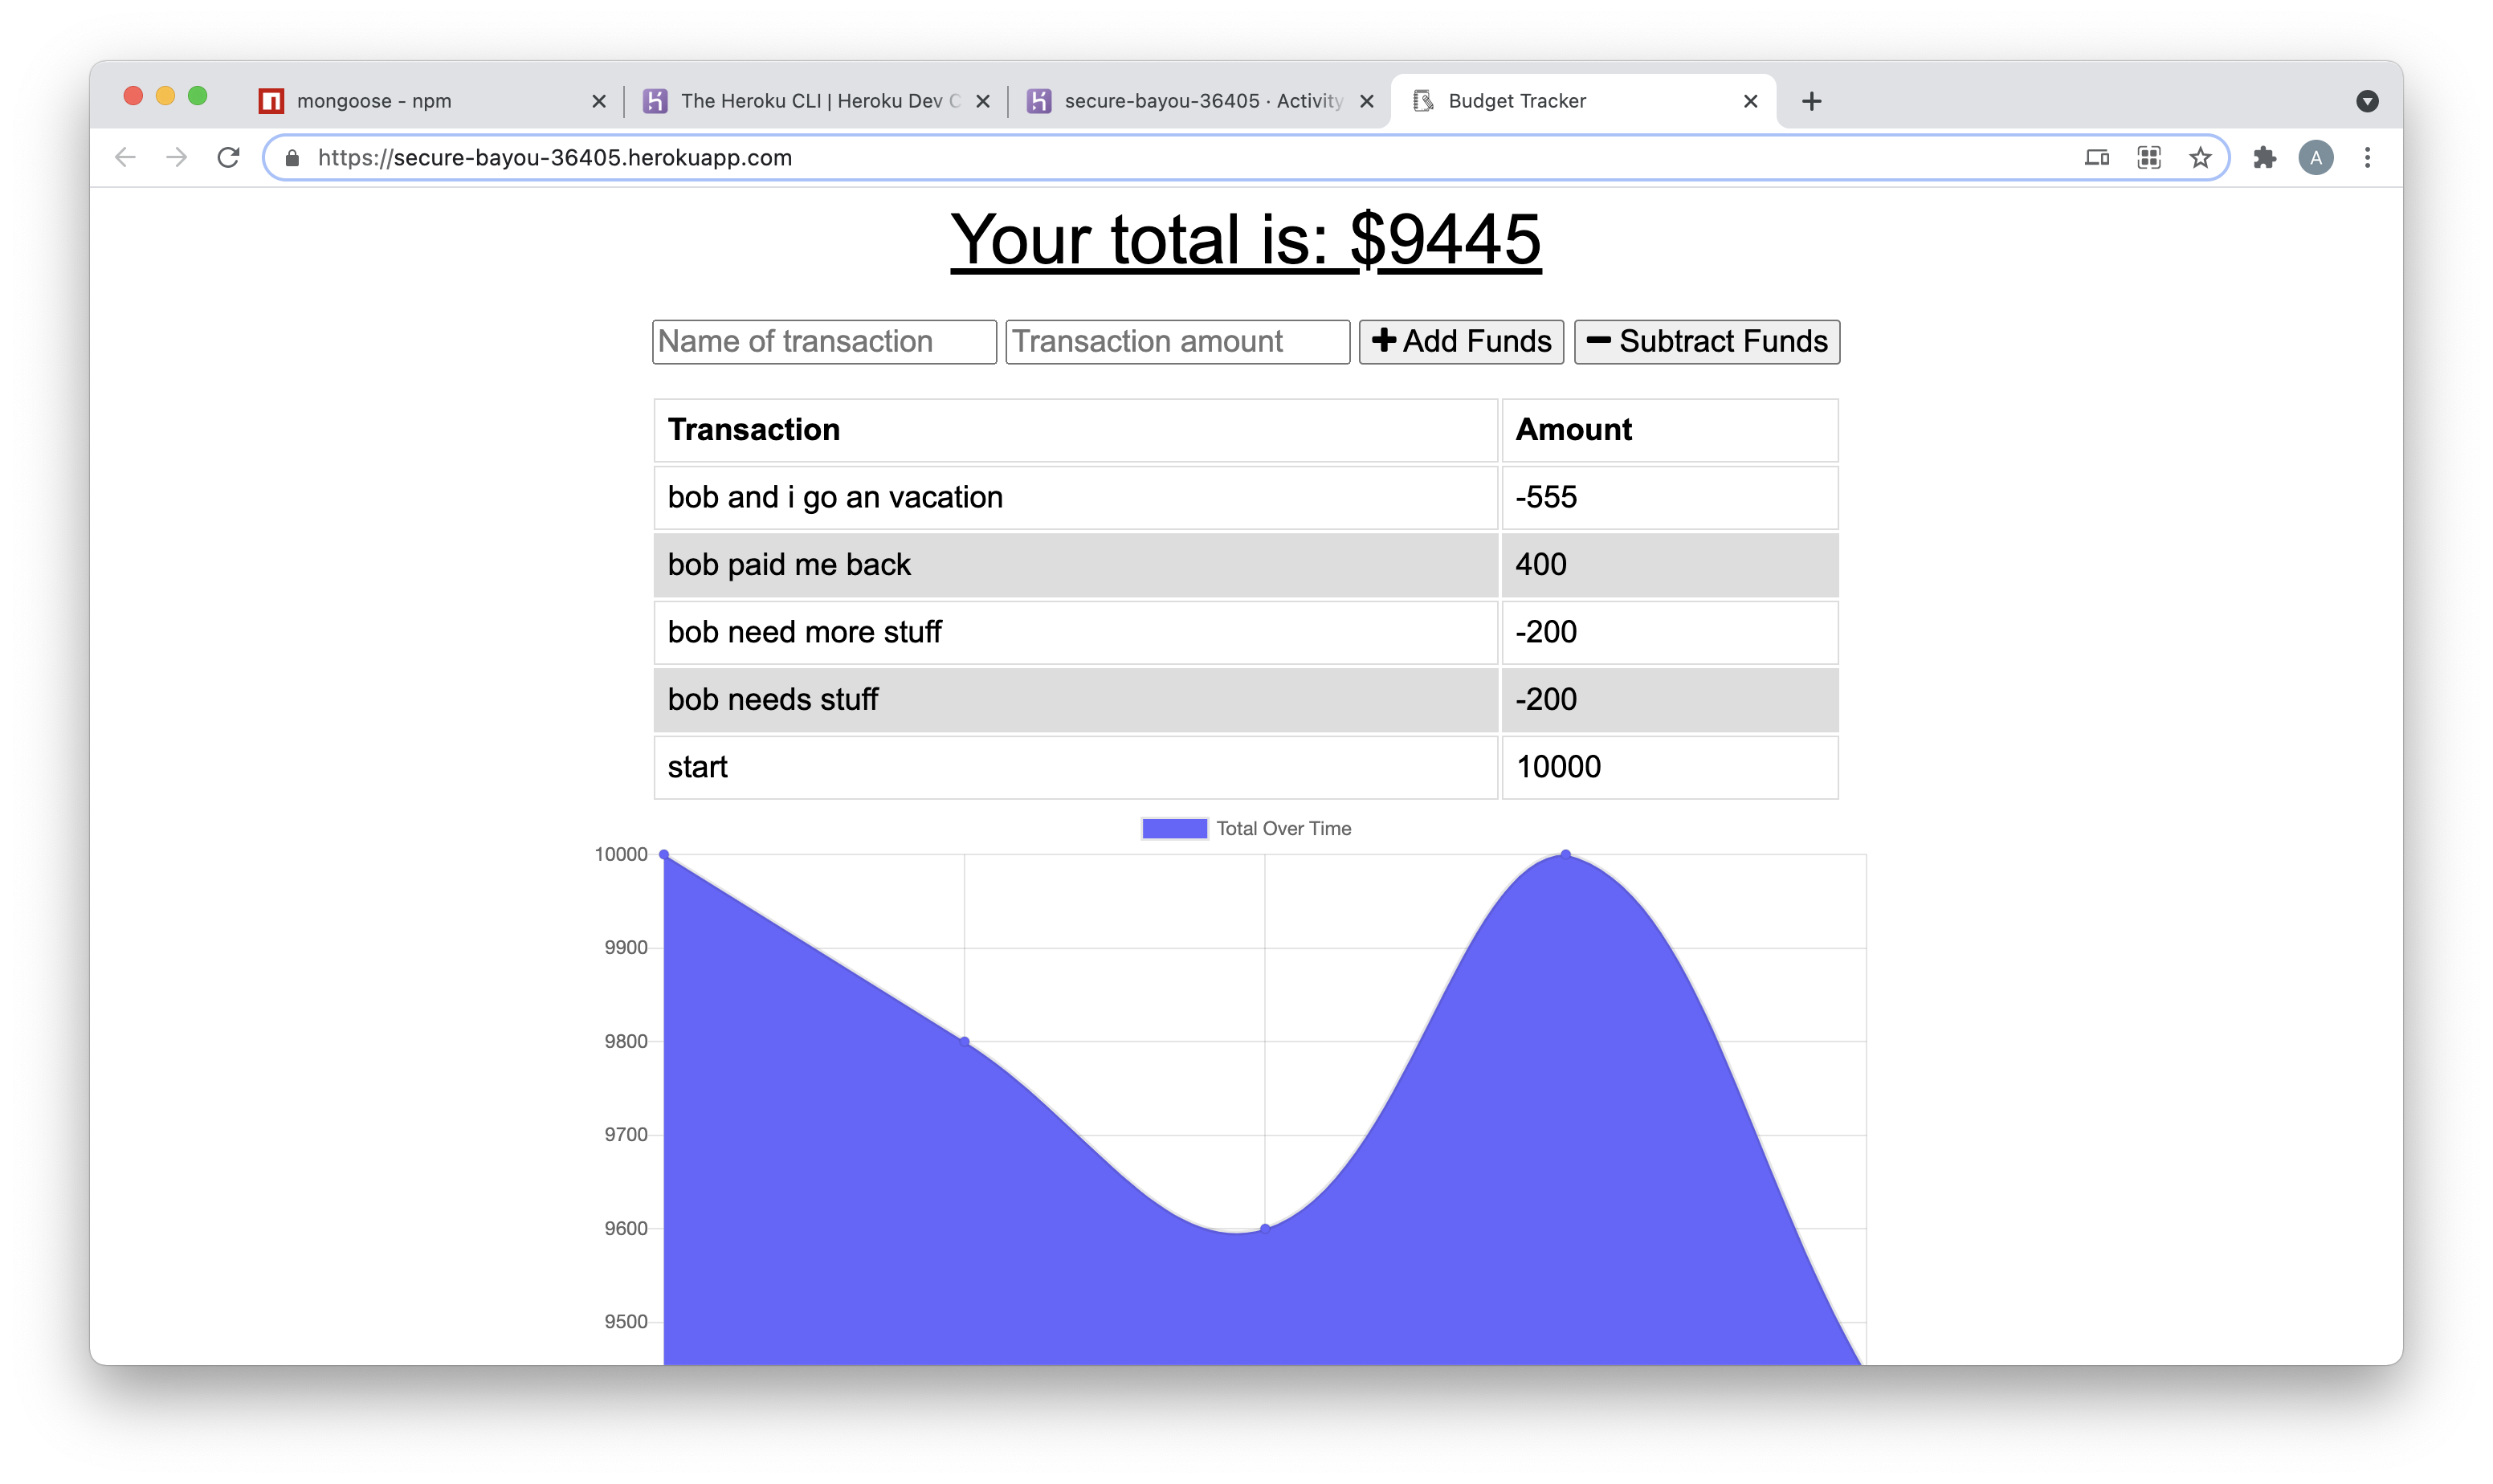 mongoose - npm
The Heroku CLI | Heroku Dev C
secure-bayou-36405 · Activity
Budget Tracker
https://secure-bayou-36405.herokuapp.com
A
Your total is: $9445
Name of transaction Transaction amount Add Funds Subtract Funds
Transaction Amount
bob and i go an vacation -555
bob paid me back 400
bob need more stuff -200
bob needs stuff -200
start 10000
Total Over Time
10000
9900
9800
9700
9600
9500